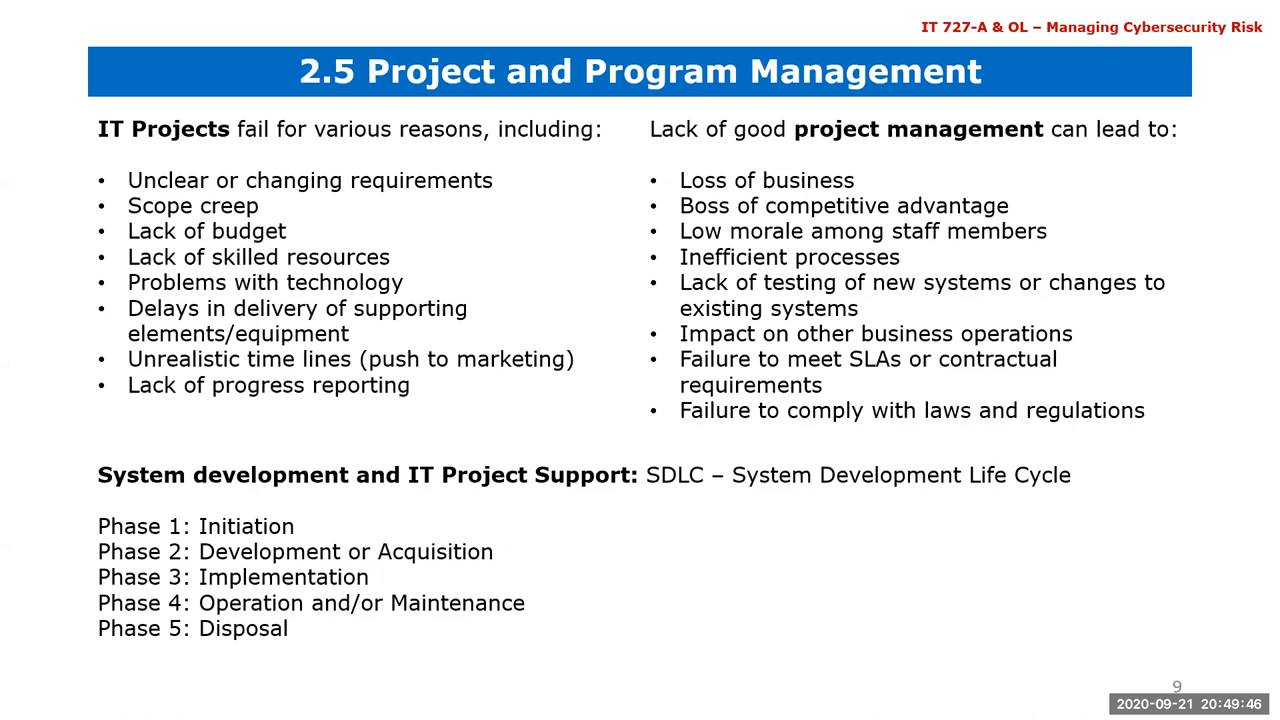 IT 727-A & OL – Managing Cybersecurity Risk
2.5 Project and Program Management
IT Projects fail for various reasons, including:
• Unclear or changing requirements
• Scope creep
• Lack of budget
• Lack of skilled resources
• Problems with technology
• Delays in delivery of supporting
elements/equipment
• Unrealistic time lines (push to marketing)
• Lack of progress reporting
Lack of good project management can lead to:
• Loss of business
• Boss of competitive advantage
• Low morale among staff members
• Inefficient processes
• Lack of testing of new systems or changes to
existing systems
• Impact on other business operations
• Failure to meet SLAs or contractual
requirements
• Failure to comply with laws and regulations
System development and IT Project Support: SDLC – System Development Life Cycle
Phase 1: Initiation
Phase 2: Development or Acquisition
Phase 3: Implementation
Phase 4: Operation and/or Maintenance
Phase 5: Disposal
9
2020-09-21 20:49:46